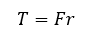 T = Fr